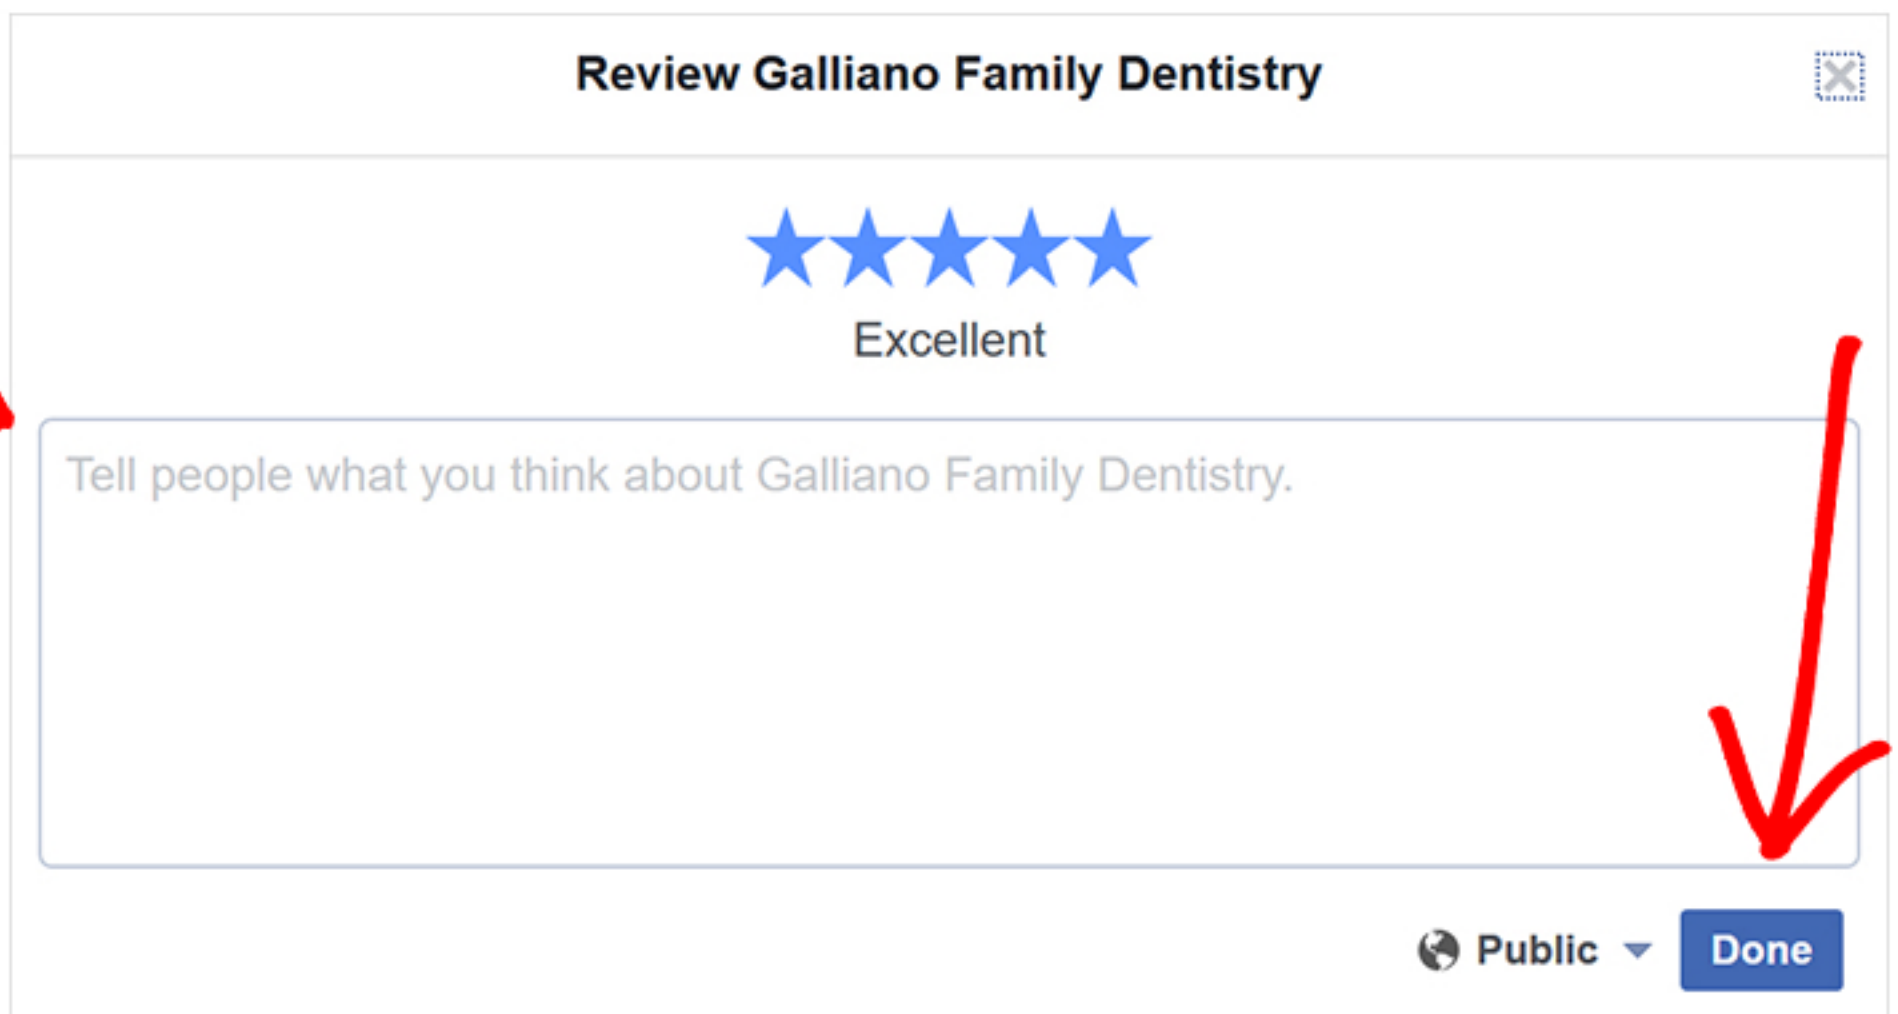 Review Galliano Family Dentistry
Excellent
Tell people what you think about Galliano Family Dentistry.
Public
Done